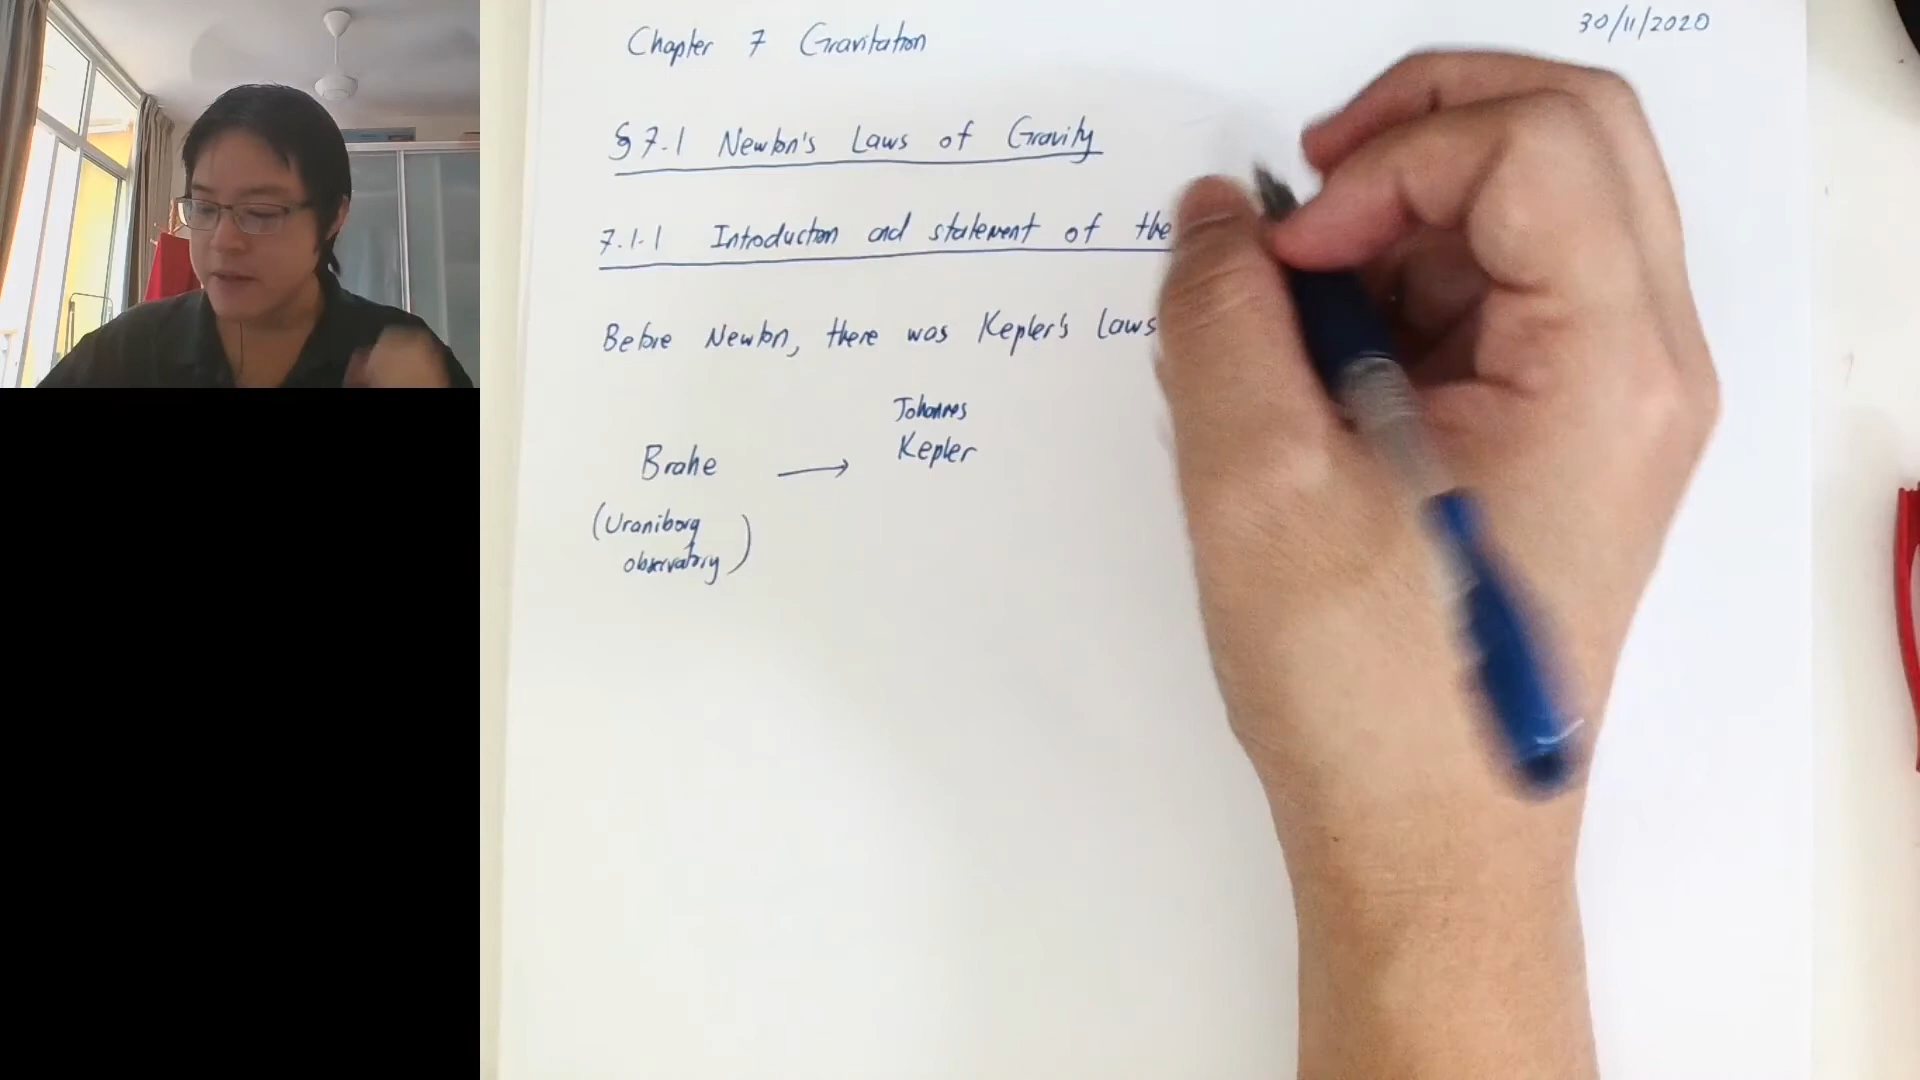 30/11/2020
Chapter 7 Gravitation
§ 7.1 Newton's Laws of Gravity
7.1.1 Introduction and statement of the
Before Newton, there was Kepler's laws
Johannes
Brahe → Kepler
(Uraniborg
observatory)